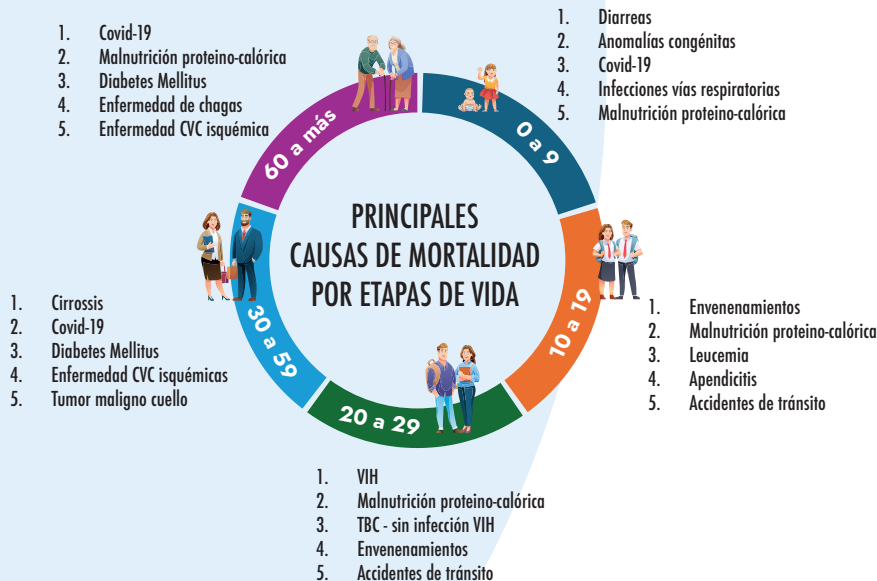 PRINCIPALES
CAUSAS DE MORTALIDAD
POR ETAPAS DE VIDA
0 a 9
1. Diarreas
2. Anomalías congénitas
3. Covid-19
4. Infecciones vías respiratorias
5. Malnutrición proteino-calórica
10 a 19
1. Envenenamientos
2. Malnutrición proteino-calórica
3. Leucemia
4. Apendicitis
5. Accidentes de tránsito
20 a 29
1. VIH
2. Malnutrición proteino-calórica
3. TBC - sin infección VIH
4. Envenenamientos
5. Accidentes de tránsito
30 a 59
1. Cirrossis
2. Covid-19
3. Diabetes Mellitus
4. Enfermedad CVC isquémicas
5. Tumor maligno cuello
60 a más
1. Covid-19
2. Malnutrición proteino-calórica
3. Diabetes Mellitus
4. Enfermedad de chagas
5. Enfermedad CVC isquémica